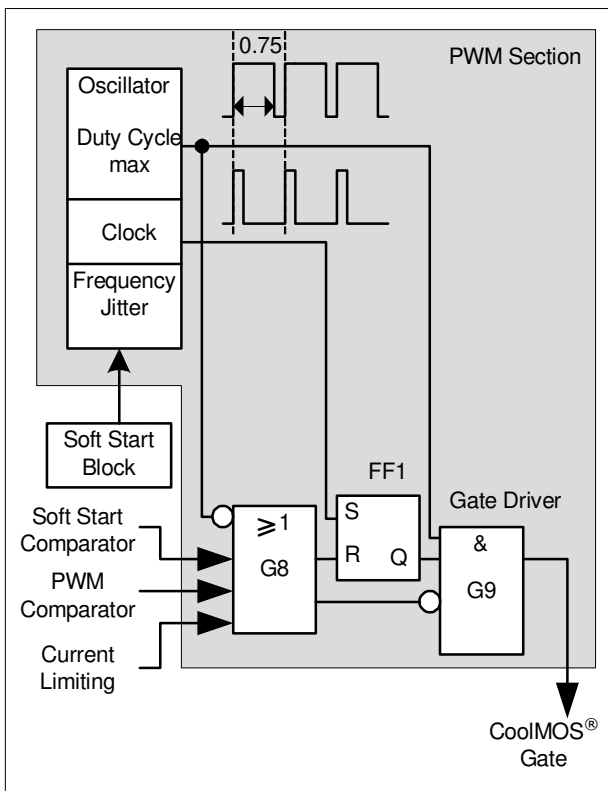 0.75
PWM Section
Oscillator
Duty Cycle
max
Clock
Frequency
Jitter
Soft Start
Block
FF1
Gate Driver
Soft Start
Comparator
PWM
Comparator
Current
Limiting
⩾1
G8
S
R
Q
&
G9
CoolMOS®
Gate